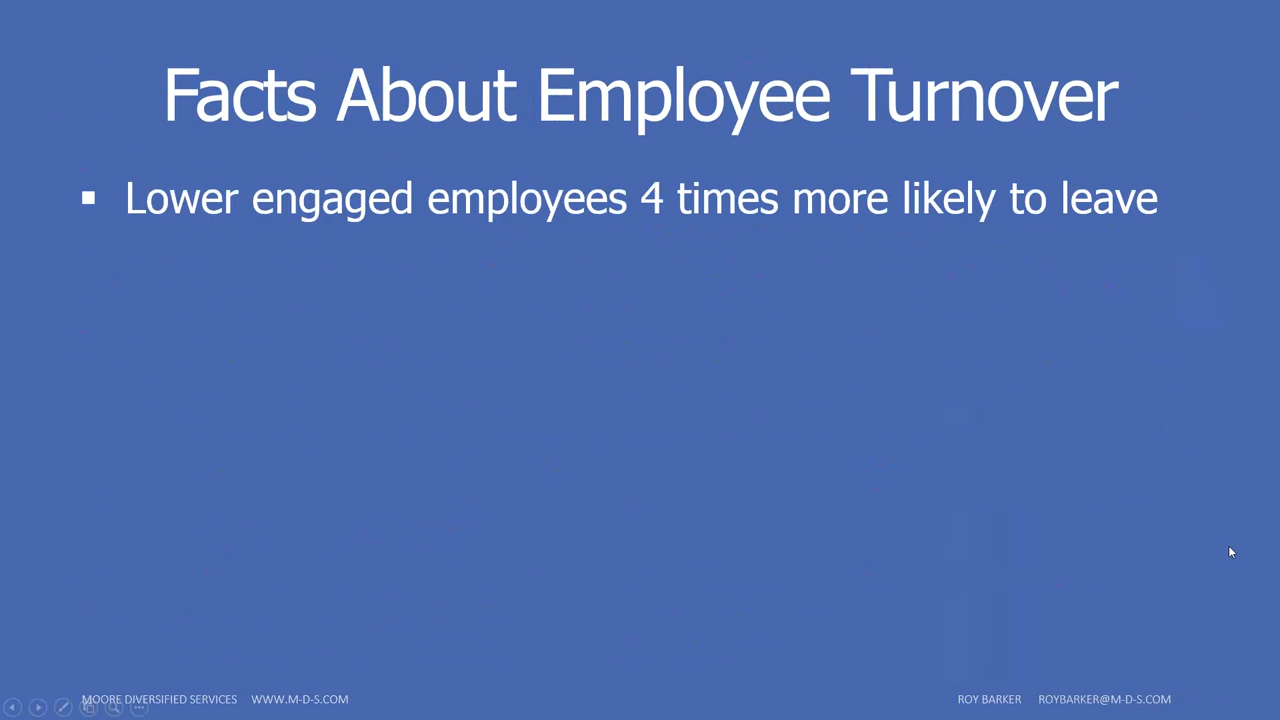 Facts About Employee Turnover
▪ Lower engaged employees 4 times more likely to leave
MOORE DIVERSIFIED SERVICES WWW.M-D-S.COM
ROY BARKER ROYBARKER@M-D-S.COM